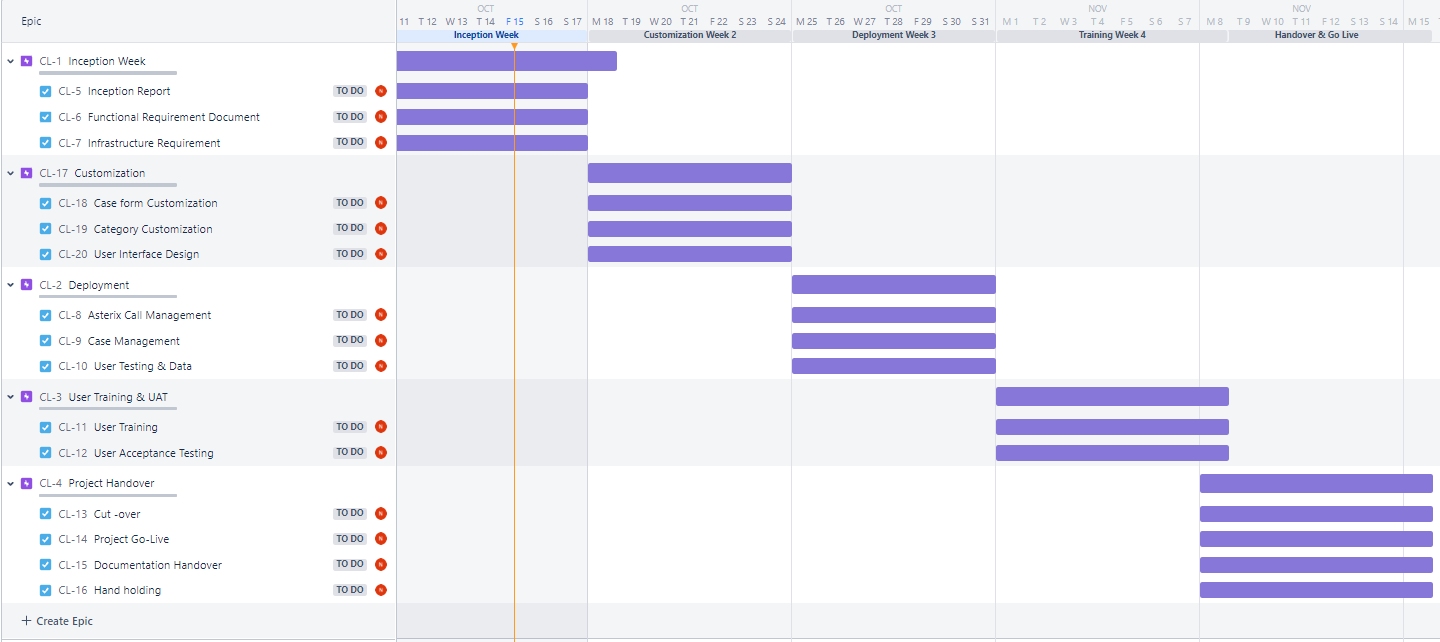 OCT OCT OCT NOV NOV
Epic 11 T 12 W 13 T 14 F 15 S 16 S 17 M 18 T 19 W 20 T 21 F 22 S 23 S 24 M 25 T 26 W 27 T 28 F 29 S 30 S 31 M 1 T 2 W 3 T 4 F 5 S 6 S 7 M 8 T 9 W 10 T 11 F 12 S 13 S 14 M 15
Inception Week Customization Week 2 Deployment Week 3 Training Week 4 Handover & Go Live
CL-1 Inception Week
CL-5 Inception Report TO DO N
CL-6 Functional Requirement Document TO DO N
CL-7 Infrastructure Requirement TO DO N
CL-17 Customization
CL-18 Case form Customization TO DO N
CL-19 Category Customization TO DO N
CL-20 User Interface Design TO DO N
CL-2 Deployment
CL-8 Asterix Call Management TO DO N
CL-9 Case Management TO DO N
CL-10 User Testing & Data TO DO N
CL-3 User Training & UAT
CL-11 User Training TO DO N
CL-12 User Acceptance Testing TO DO N
CL-4 Project Handover
CL-13 Cut -over TO DO N
CL-14 Project Go-Live TO DO N
CL-15 Documentation Handover TO DO N
CL-16 Hand holding TO DO N
+ Create Epic